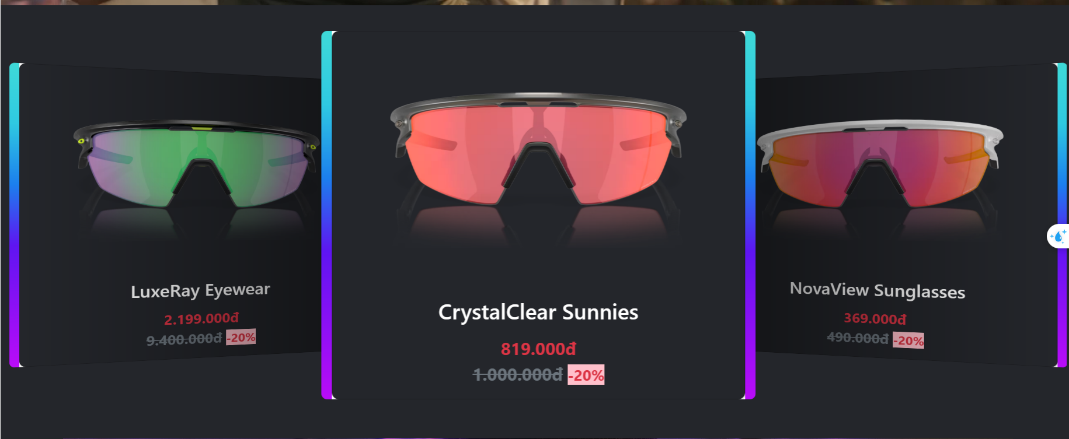 LuxeRay Eyewear
2.199.000đ
9.400.000đ -20%
CrystalClear Sunnies
819.000đ
1.000.000đ -20%
NovaView Sunglasses
369.000đ
490.000đ -20%